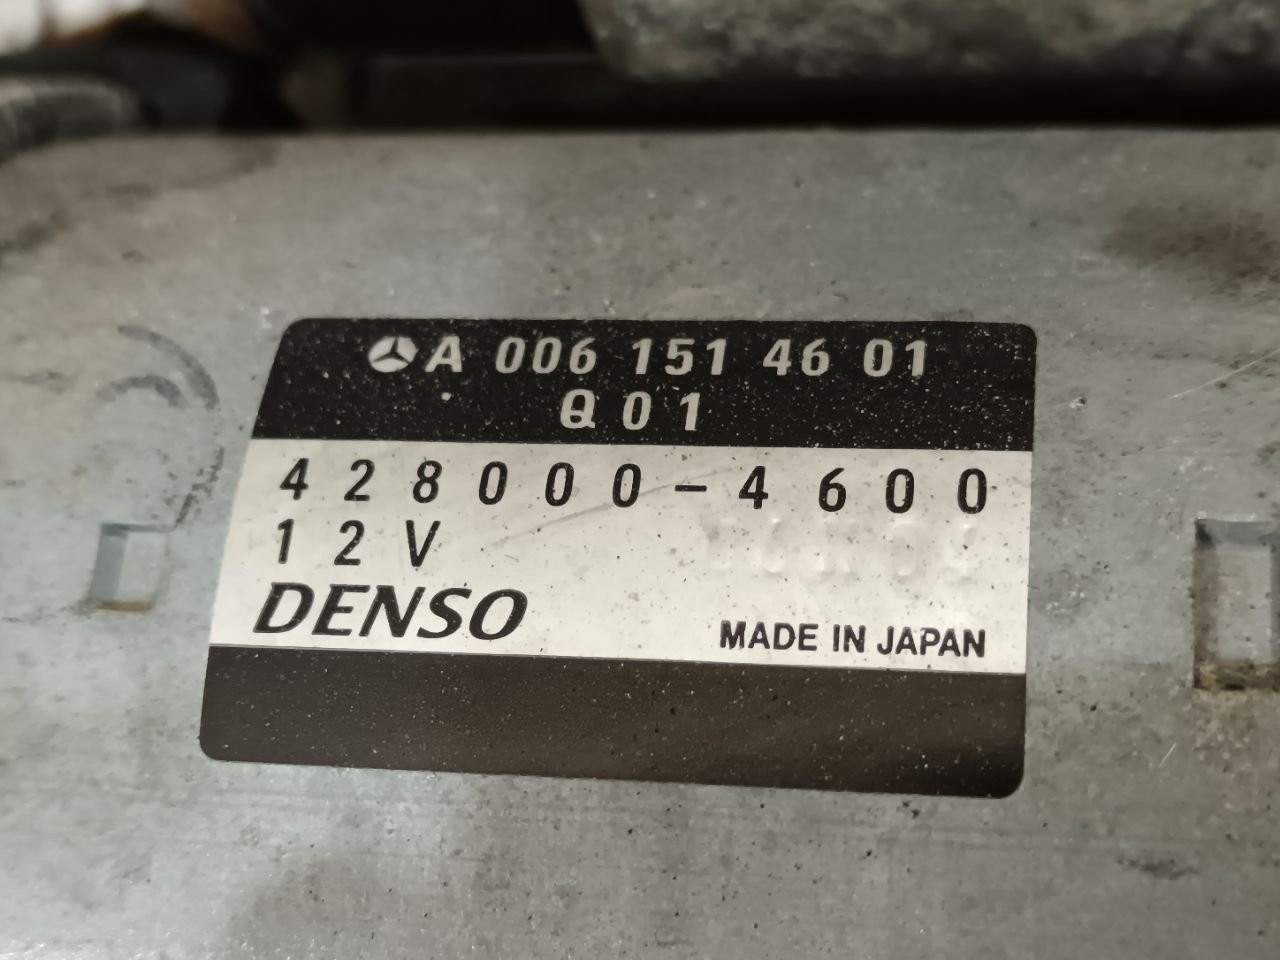 A 006 151 46 01
Q01
428000-4600
12V
DENSO
MADE IN JAPAN